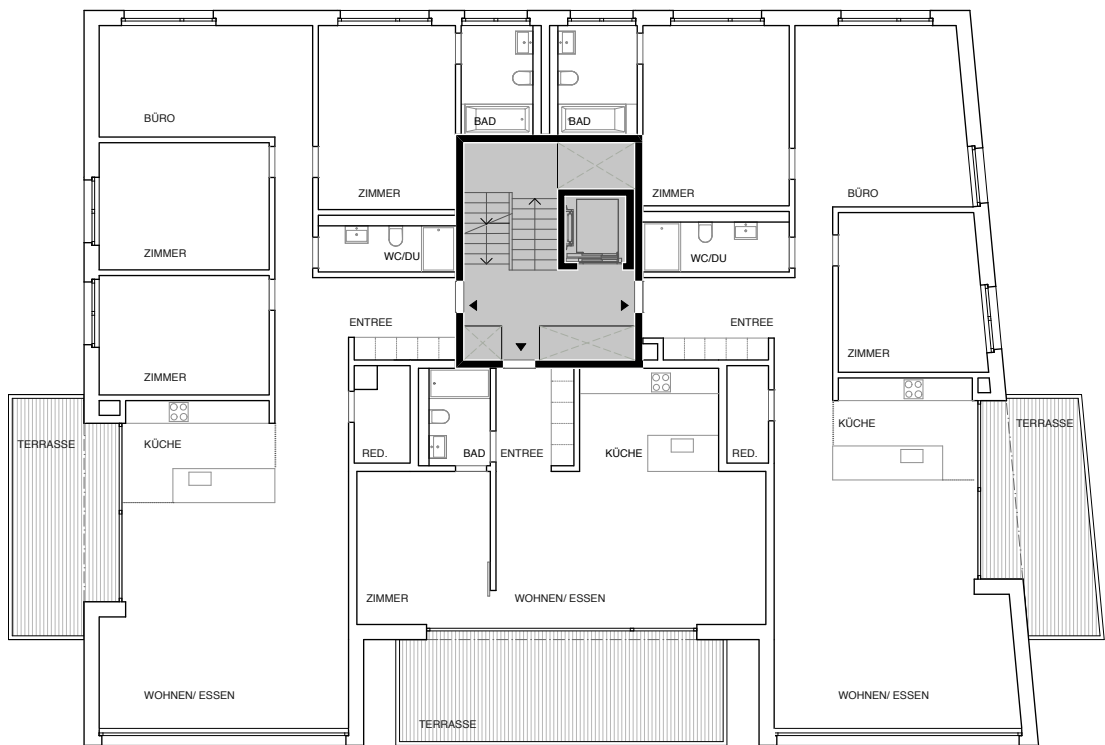 BÜRO
BAD
BAD
ZIMMER
ZIMMER
BÜRO
ZIMMER
WC/DU
WC/DU
ENTREE
ENTREE
ZIMMER
ZIMMER
TERRASSE
KÜCHE
RED.
BAD
ENTREE
KÜCHE
RED.
KÜCHE
TERRASSE
ZIMMER
WOHNEN/ ESSEN
WOHNEN/ ESSEN
WOHNEN/ ESSEN
TERRASSE